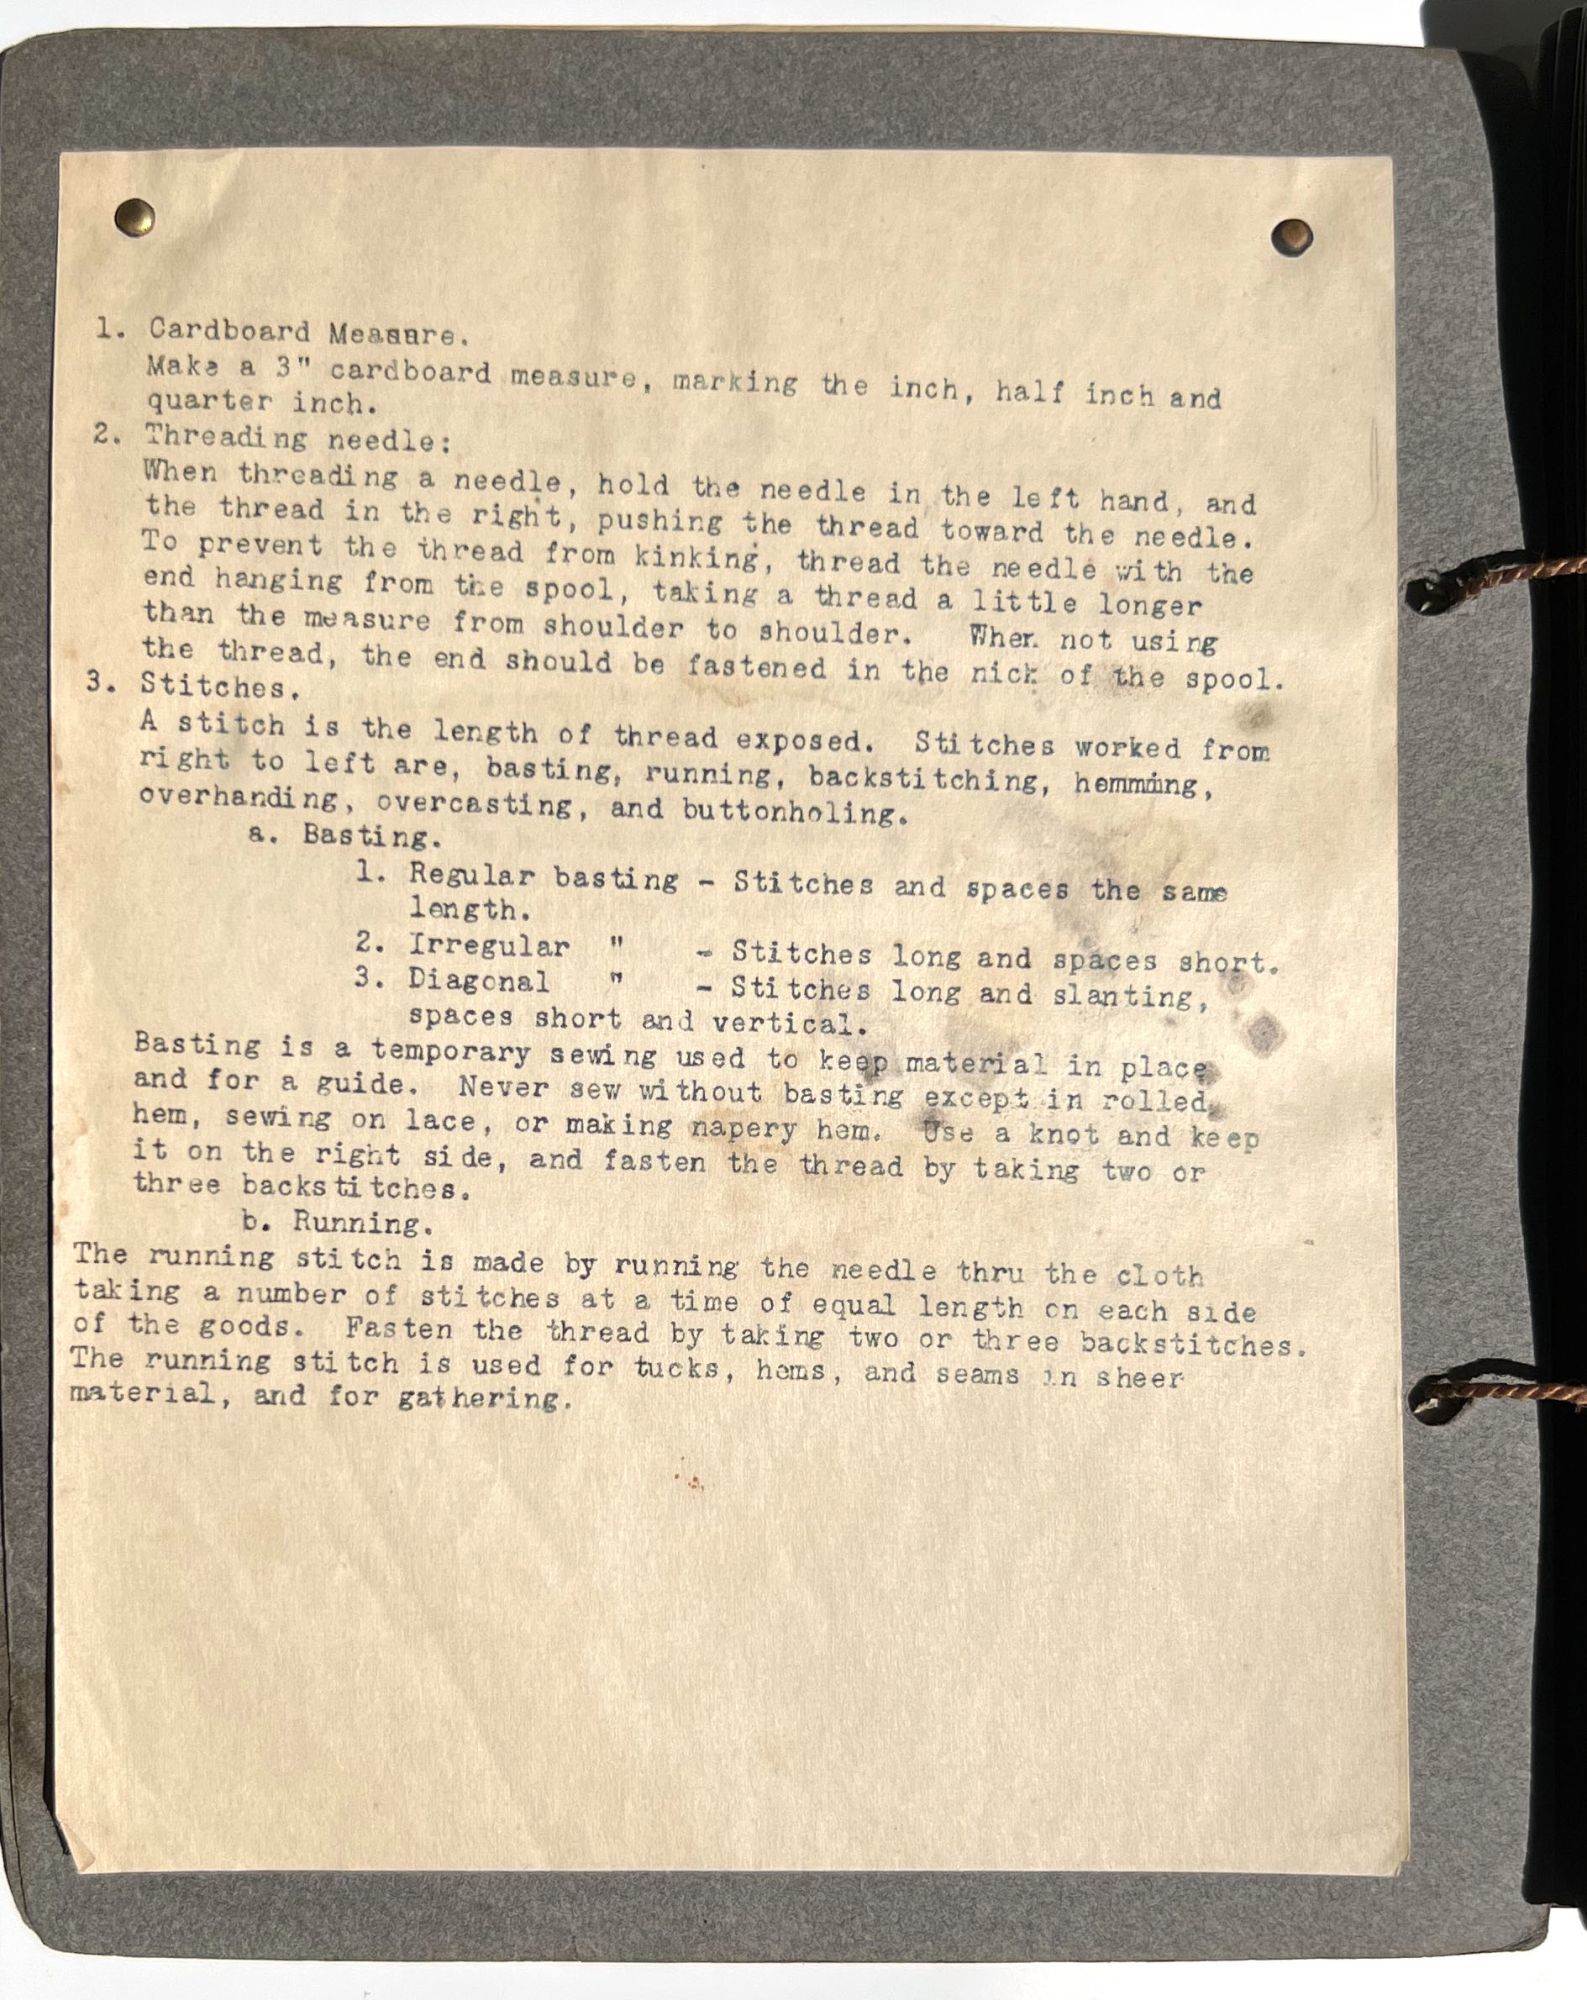 1. Cardboard Measure.
Make a 3" cardboard measure, marking the inch, half inch and
quarter inch.
2. Threading needle:
When threading a needle, hold the needle in the left hand, and
the thread in the right, pushing the thread toward the needle.
To prevent the thread from kinking, thread the needle with the
end hanging from the spool, taking a thread a little longer
than the measure from shoulder to shoulder. When not using
the thread, the end should be fastened in the nick of the spool.
3. Stitches.
A stitch is the length of thread exposed. Stitches worked from
right to left are, basting, running, backstitching, hemming,
overhanding, overcasting, and buttonholing.
a. Basting.
1. Regular basting - Stitches and spaces the same
length.
2. Irregular " - Stitches long and spaces short.
3. Diagonal " - Stitches long and slanting,
spaces short and vertical.
Basting is a temporary sewing used to keep material in place
and for a guide. Never sew without basting except in rolled
hem, sewing on lace, or making napery hem. Use a knot and keep
it on the right side, and fasten the thread by taking two or
three backstitches.
b. Running.
The running stitch is made by running the needle thru the cloth
taking a number of stitches at a time of equal length on each side
of the goods. Fasten the thread by taking two or three backstitches.
The running stitch is used for tucks, hems, and seams in sheer
material, and for gathering.